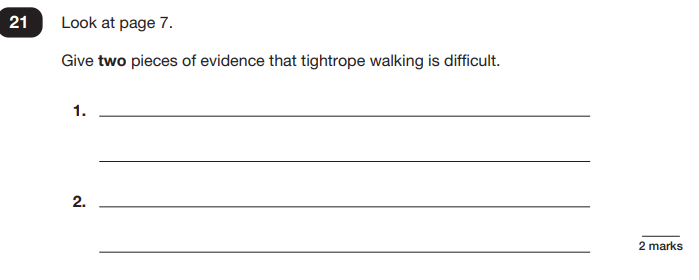 21 Look at page 7.
Give two pieces of evidence that tightrope walking is difficult.
1.
2.
2 marks